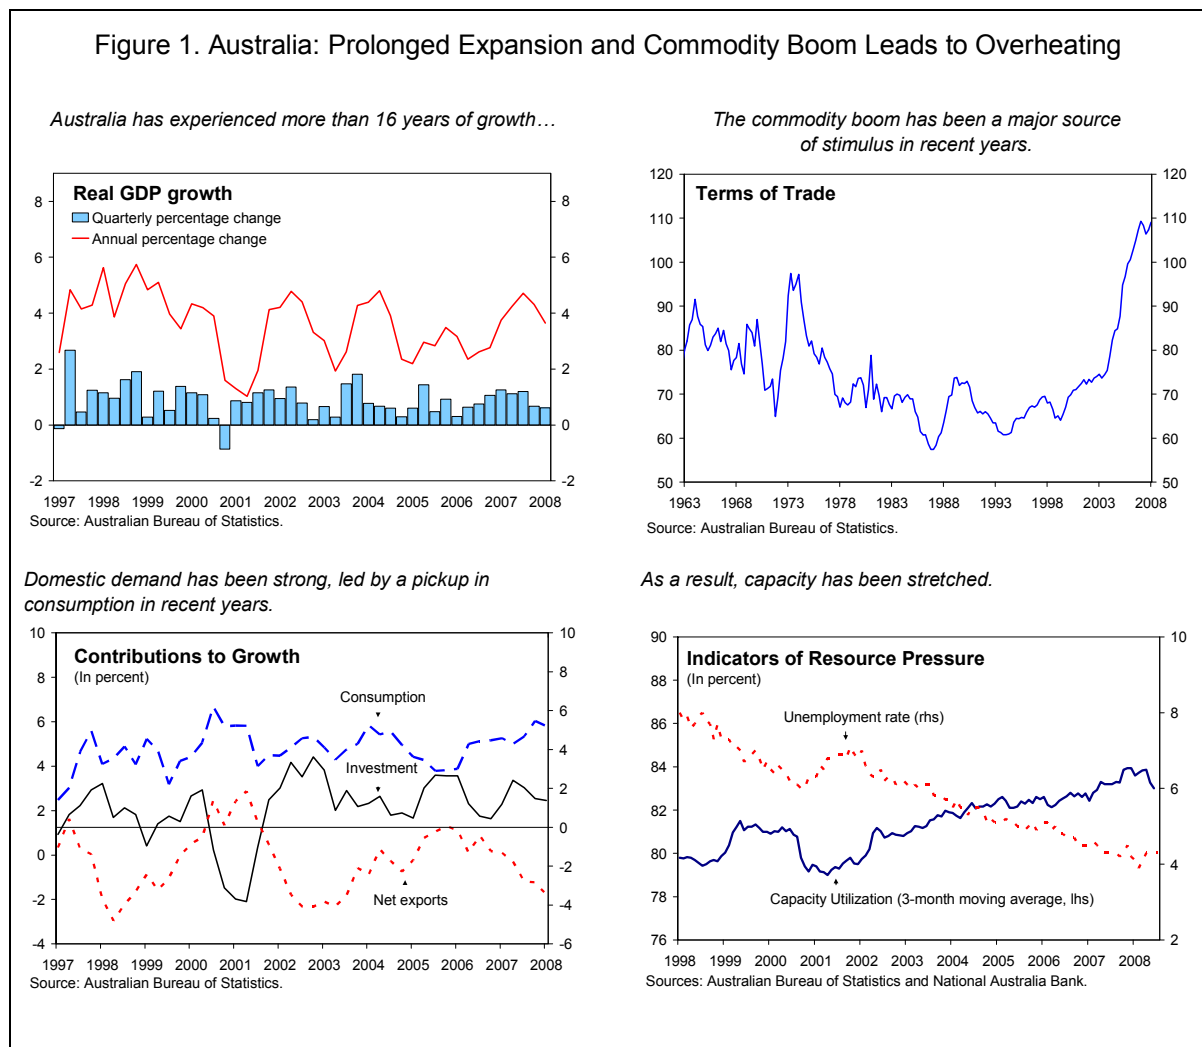 Figure 1. Australia: Prolonged Expansion and Commodity Boom Leads to Overheating
Australia has experienced more than 16 years of growth…
Real GDP growth
Quarterly percentage change
Annual percentage change
8
6
4
2
0
-2
8
6
4
2
0
-2
1997 1998 1999 2000 2001 2002 2003 2004 2005 2006 2007 2008
Source: Australian Bureau of Statistics.
The commodity boom has been a major source
of stimulus in recent years.
Terms of Trade
120
110
100
90
80
70
60
50
120
110
100
90
80
70
60
50
1963 1968 1973 1978 1983 1988 1993 1998 2003 2008
Source: Australian Bureau of Statistics.
Domestic demand has been strong, led by a pickup in
consumption in recent years.
Contributions to Growth
(In percent)
Consumption
Investment
Net exports
10
8
6
4
2
0
-2
-4
10
8
6
4
2
0
-2
-4
-6
1997 1998 1999 2000 2001 2002 2003 2004 2005 2006 2007 2008
Source: Australian Bureau of Statistics.
As a result, capacity has been stretched.
Indicators of Resource Pressure
(In percent)
Unemployment rate (rhs)
Capacity Utilization (3-month moving average, lhs)
90
88
86
84
82
80
78
76
10
8
6
4
2
1998 1999 2000 2001 2002 2003 2004 2005 2006 2007 2008
Sources: Australian Bureau of Statistics and National Australia Bank.